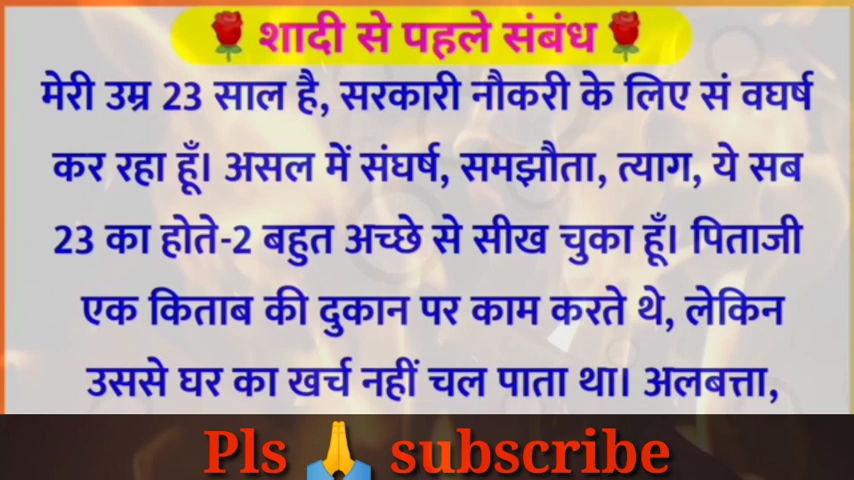 🌹शादी से पहले संबंध🌹
मेरी उम्र 23 साल है, सरकारी नौकरी के लिए सं वघर्ष
कर रहा हूँ। असल में संघर्ष, समझौता, त्याग, ये सब
23 का होते-2 बहुत अच्छे से सीख चुका हूँ। पिताजी
एक किताब की दुकान पर काम करते थे, लेकिन
उससे घर का खर्च नहीं चल पाता था। अलबत्ता,
Pls 🙏 subscribe